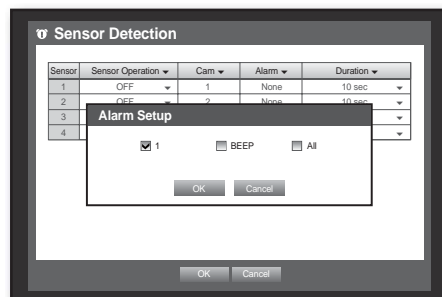 Sensor Detection
Sensor Sensor Operation Cam Alarm Duration
1 OFF 1 None 10 sec
2 OFF 2 None 10 sec
3
4
Alarm Setup
1 BEEP All
OK Cancel
OK Cancel